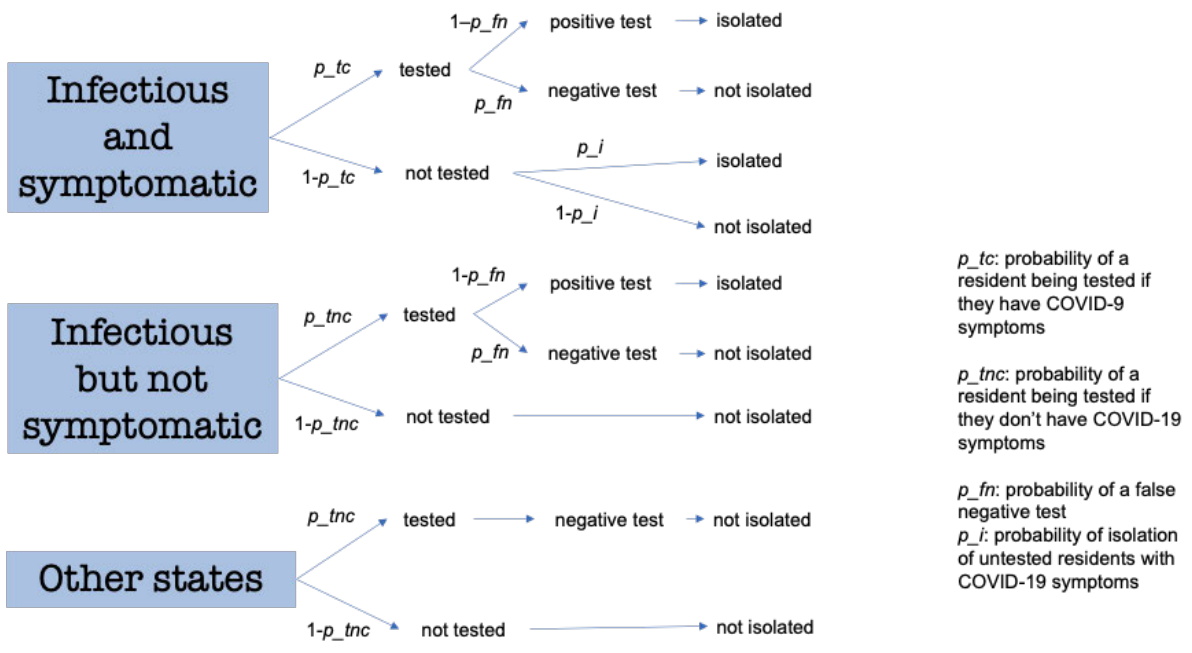 1–p_fn positive test isolated
p_tc tested
Infectious
and
symptomatic
p_fn negative test not isolated
p_i isolated
1-p_tc not tested
1-p_i not isolated
1-p_fn positive test isolated
p_tnc tested
Infectious
but not
symptomatic
p_fn negative test not isolated
1-p_tnc not tested not isolated
p_tnc tested negative test not isolated
Other states
1-p_tnc not tested not isolated
p_tc: probability of a
resident being tested if
they have COVID-9
symptoms
p_tnc: probability of a
resident being tested if
they don’t have COVID-19
symptoms
p_fn: probability of a false
negative test
p_i: probability of isolation
of untested residents with
COVID-19 symptoms